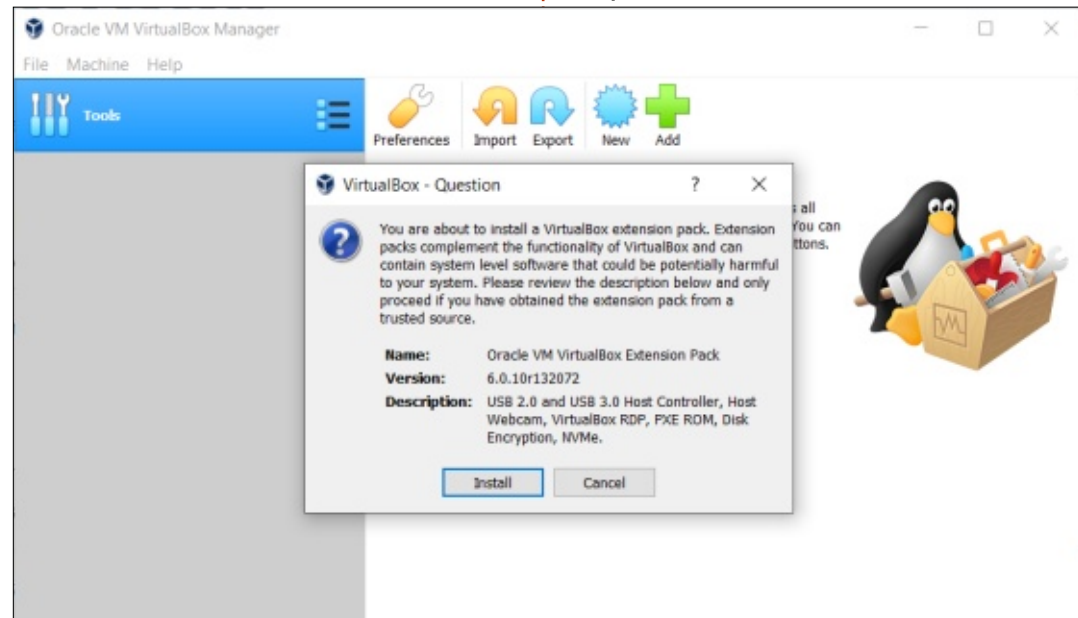 Oracle VM VirtualBox Manager
File Machine Help
Tools
Preferences Import Export New Add
s all
You can
ttons.
VirtualBox - Question ?
You are about to install a VirtualBox extension pack. Extension
packs complement the functionality of VirtualBox and can
contain system level software that could be potentially harmful
to your system. Please review the description below and only
proceed if you have obtained the extension pack from a
trusted source.
Name: Oracle VM VirtualBox Extension Pack
Version: 6.0.10r132072
Description: USB 2.0 and USB 3.0 Host Controller, Host
Webcam, VirtualBox RDP, PXE ROM, Disk
Encryption, NVMe.
Install Cancel